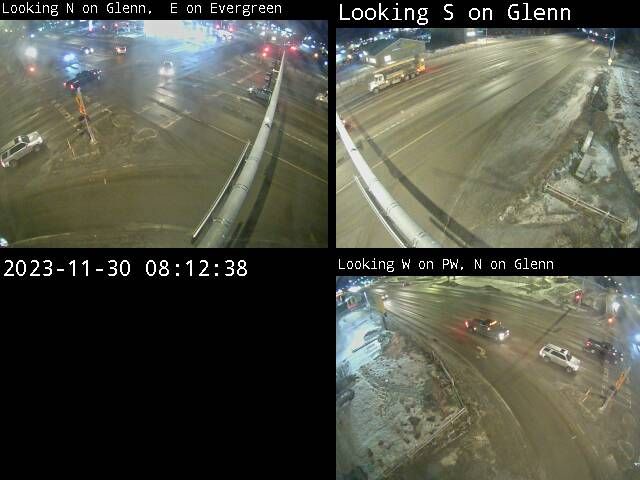 Looking N on Glenn,  E on Evergreen
Looking S on Glenn
2023-11-30 08:12:38
Looking W on PW, N on Glenn